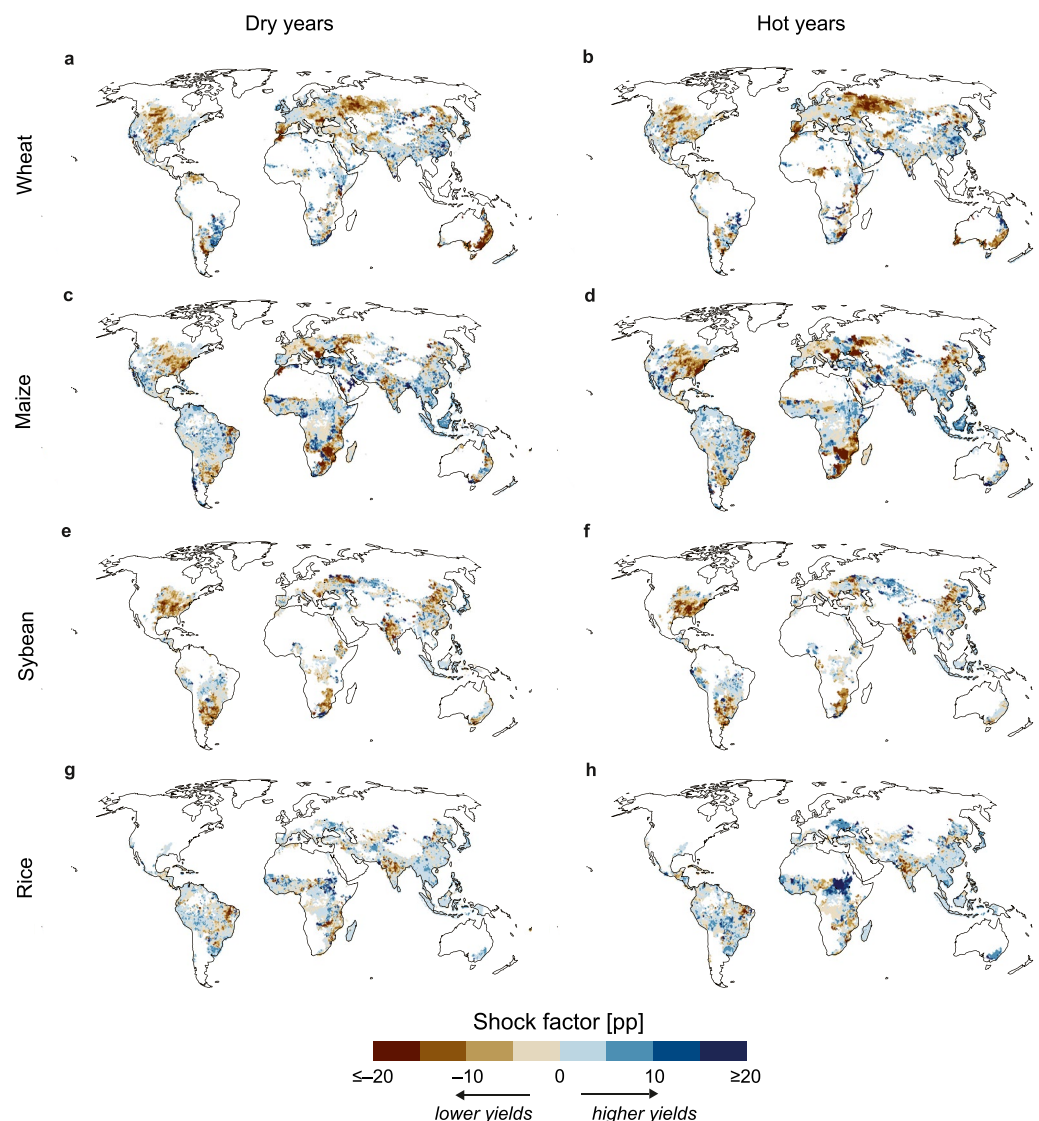 Dry years
Hot years
a
b
Wheat
c
d
Maize
e
f
Sybean
g
h
Rice
Shock factor [pp]
≤–20
–10
0
10
≥20
lower yields
higher yields